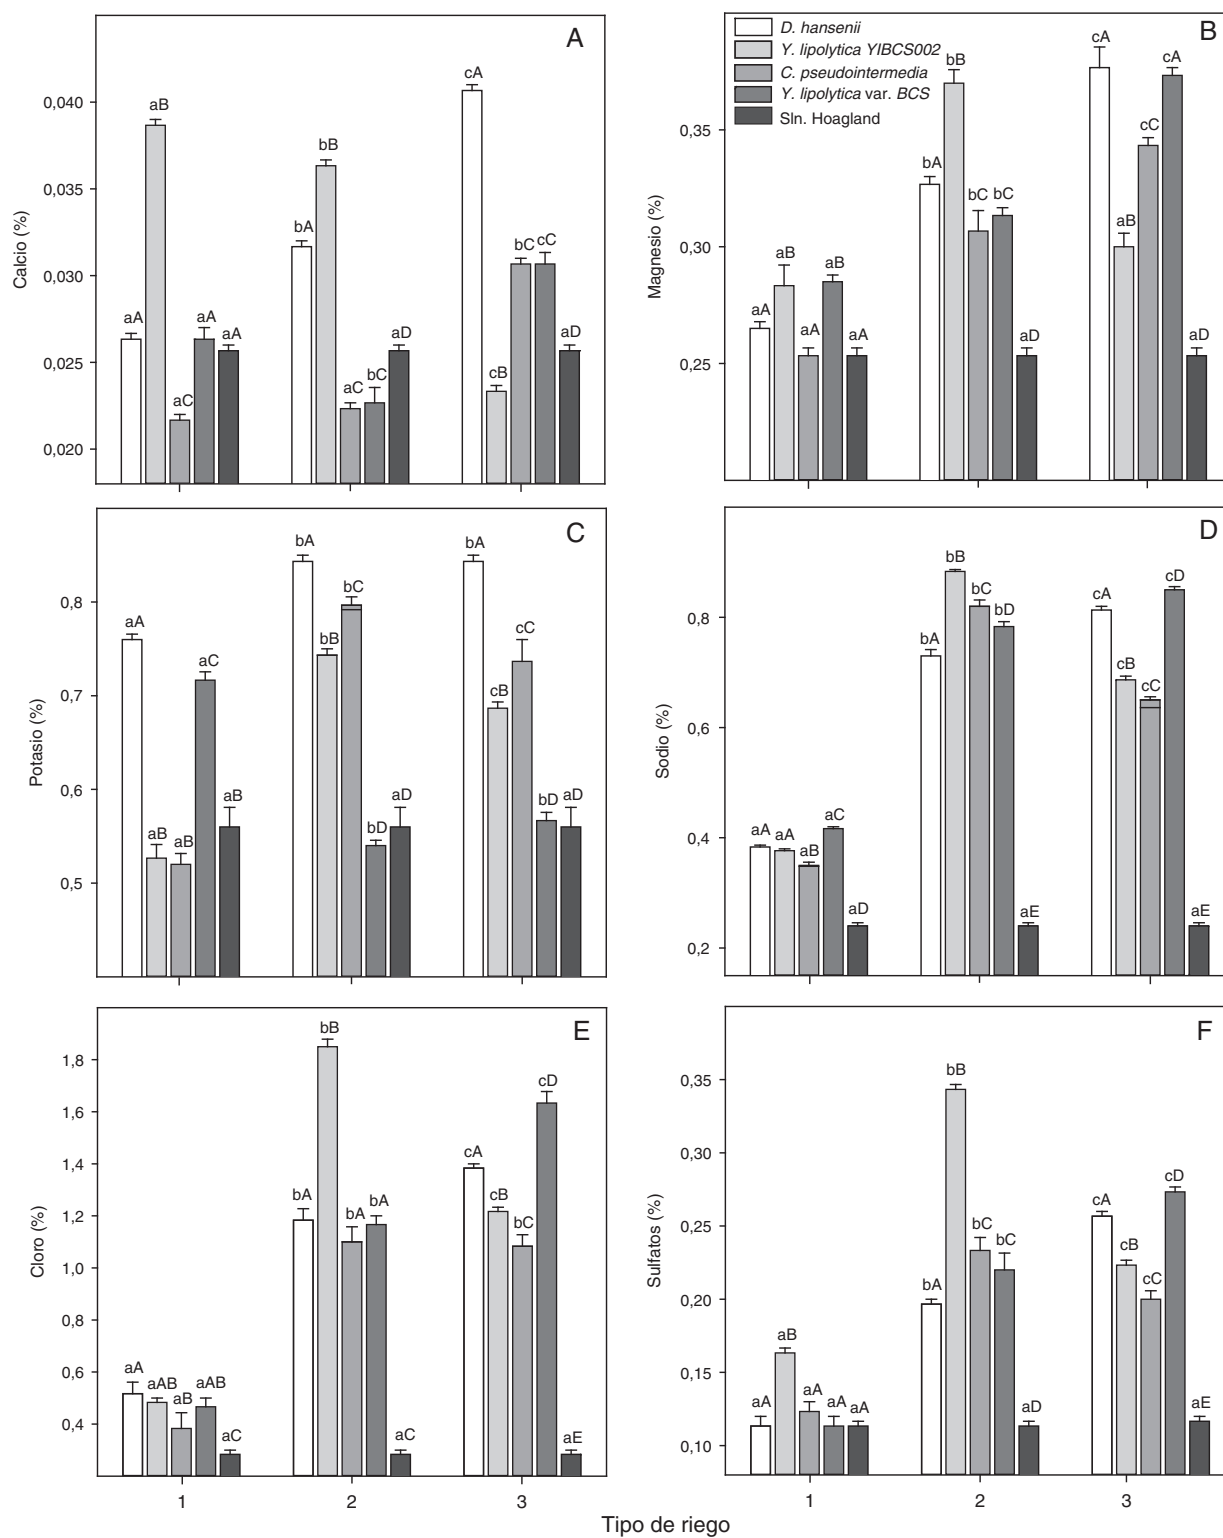 A
Calcio (%)
0,040
0,035
0,030
0,025
0,020
aA
aB
aC
aA
aA
bA
bB
aC
bC
aD
cA
cB
bC
cC
aD
B
D. hansenii
Y. lipolytica YIBCS002
C. pseudointermedia
Y. lipolytica var. BCS
Sln. Hoagland
Magnesio (%)
0,35
0,30
0,25
aA
aB
aA
aB
aA
bA
bB
bC
bC
aD
cA
aB
cC
cA
aD
C
Potasio (%)
0,8
0,7
0,6
0,5
aA
aB
aB
aC
aB
bA
bB
bC
bD
aD
bA
cB
cC
bD
aD
D
Sodio (%)
0,8
0,6
0,4
0,2
aA
aA
aB
aC
aD
bA
bB
bC
bD
aE
cA
cB
cC
cD
aE
E
Cloro (%)
1,8
1,6
1,4
1,2
1,0
0,8
0,6
0,4
aA
aAB
aB
aAB
aC
bA
bB
bA
bA
aC
cA
cB
bC
cD
aE
1 2 3
F
Sulfatos (%)
0,35
0,30
0,25
0,20
0,15
0,10
aA
aB
aA
aA
aA
bA
bB
bC
bC
aD
cA
cB
cC
cD
aE
1 2 3
Tipo de riego